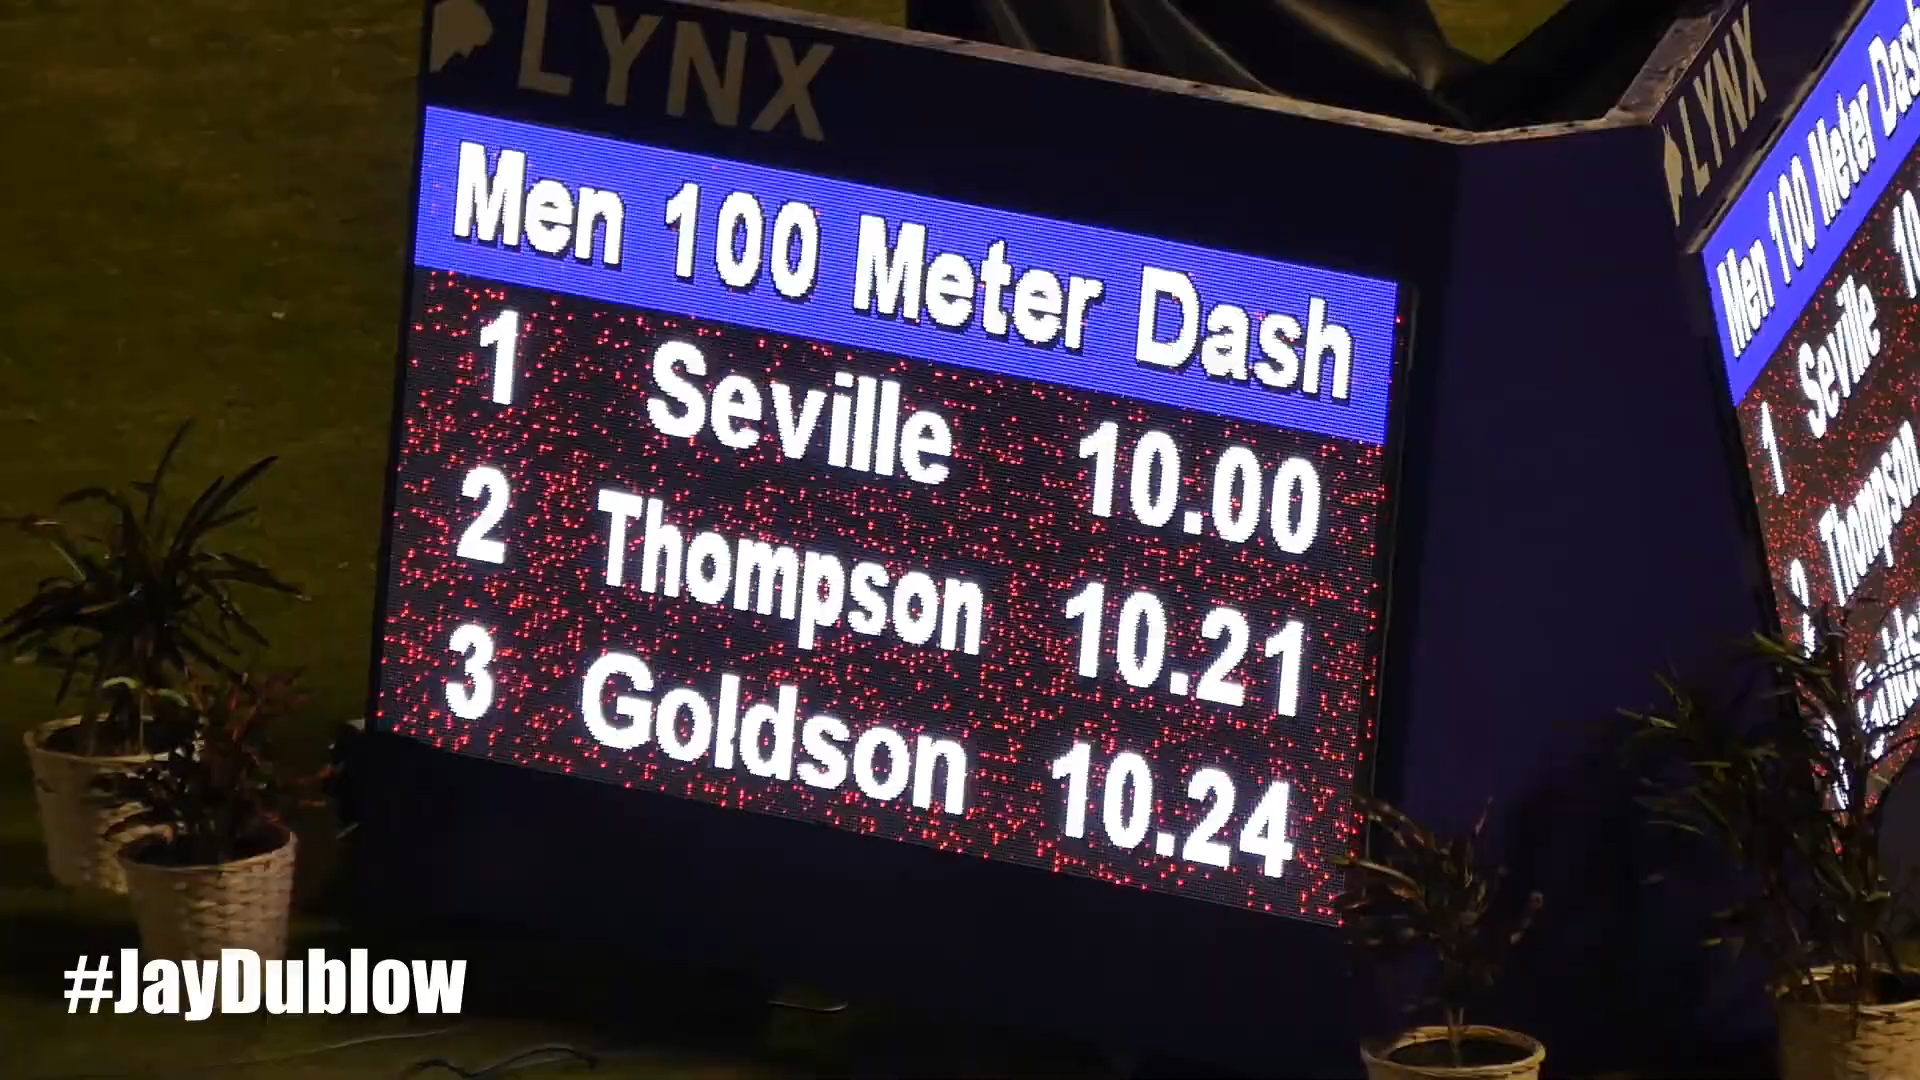 LYNX
Men 100 Meter Dash
1 Seville 10.00
2 Thompson 10.21
3 Goldson 10.24
LYNX
Men 100 Meter Dash
1 Seville 10
2 Thompson
#JayDublow